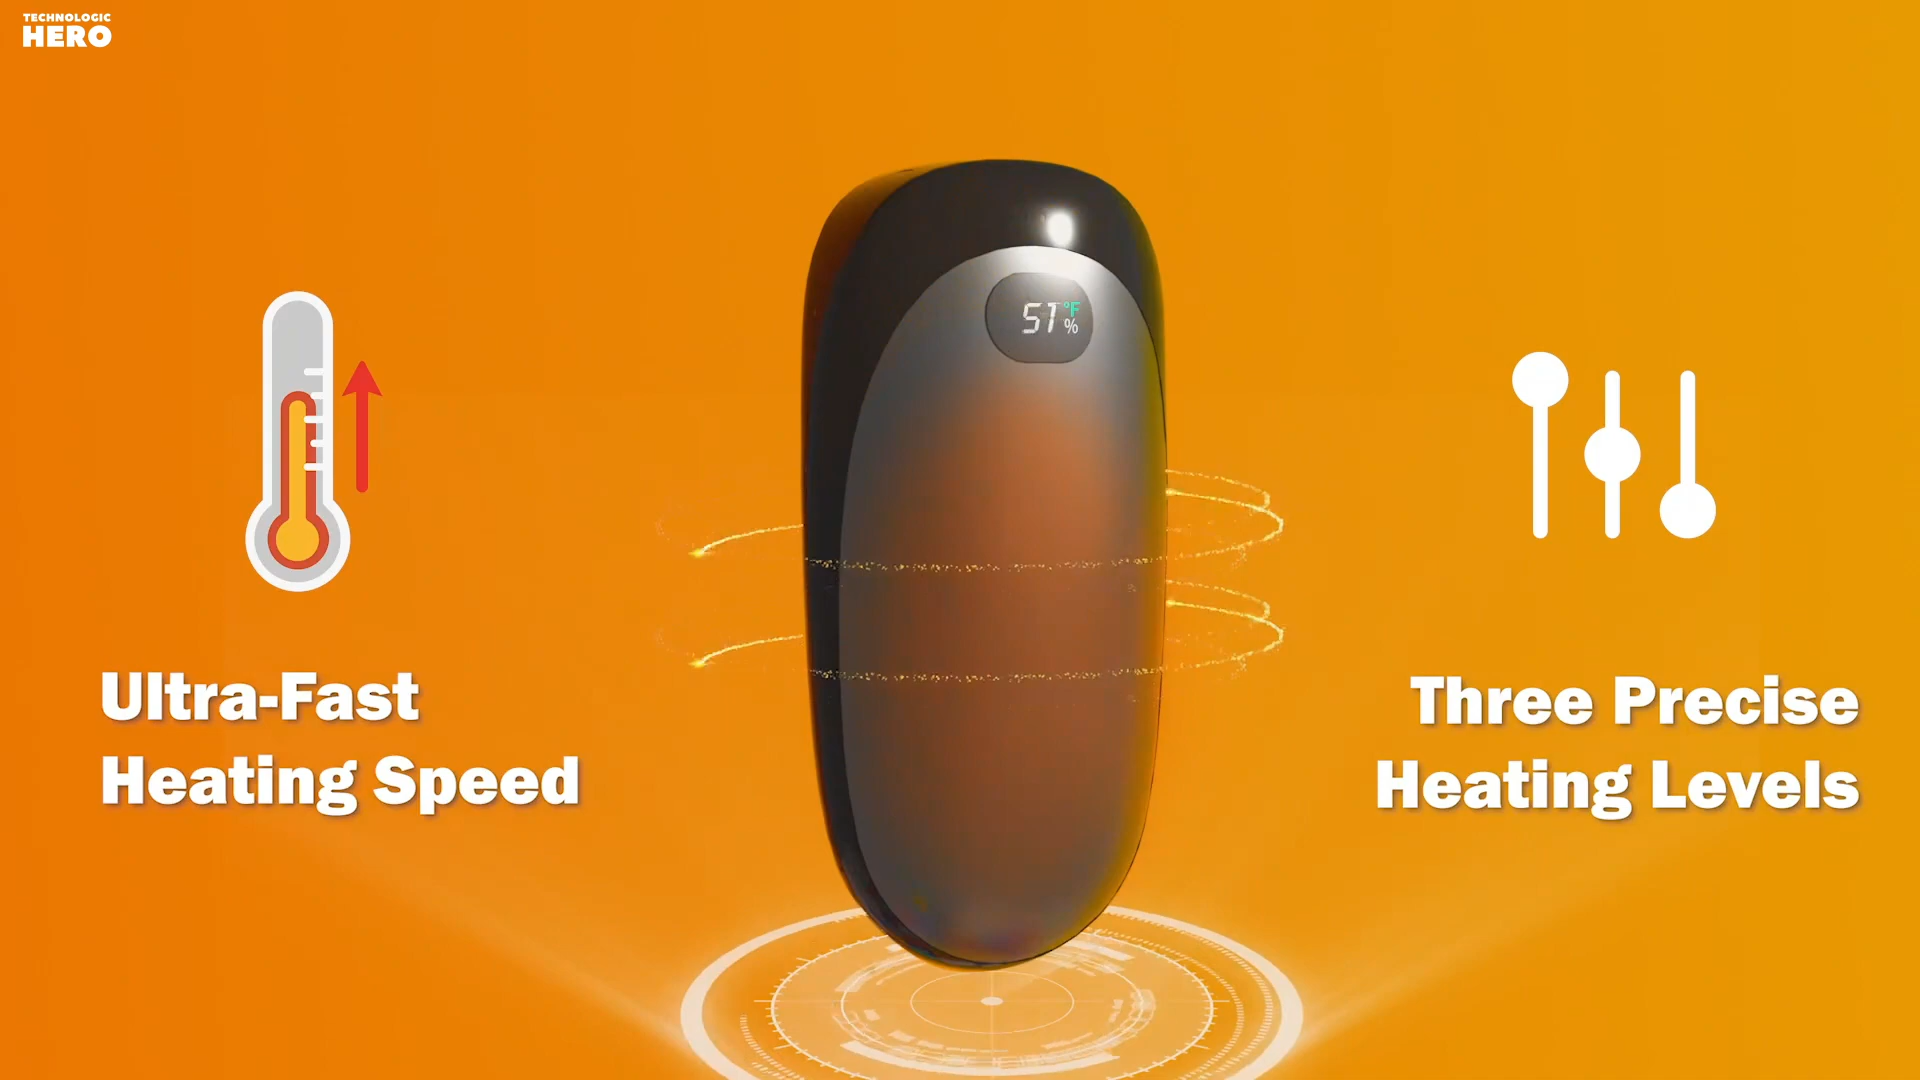 TECHNOLOGIC
HERO
51 °F
%
Ultra-Fast
Heating Speed
Three Precise
Heating Levels